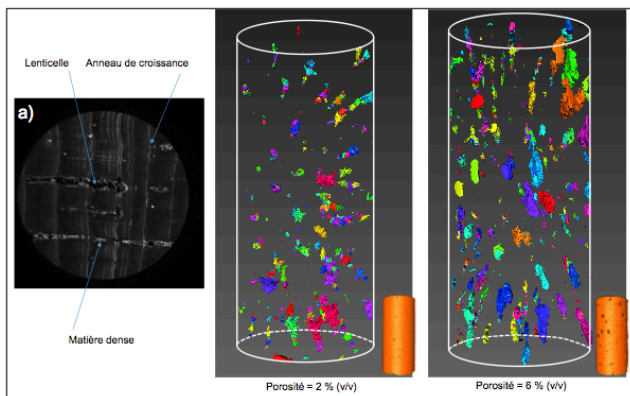 Lenticelle
Anneau de croissance
a)
Matière dense
Porosité = 2 % (v/v)
Porosité = 6 % (v/v)